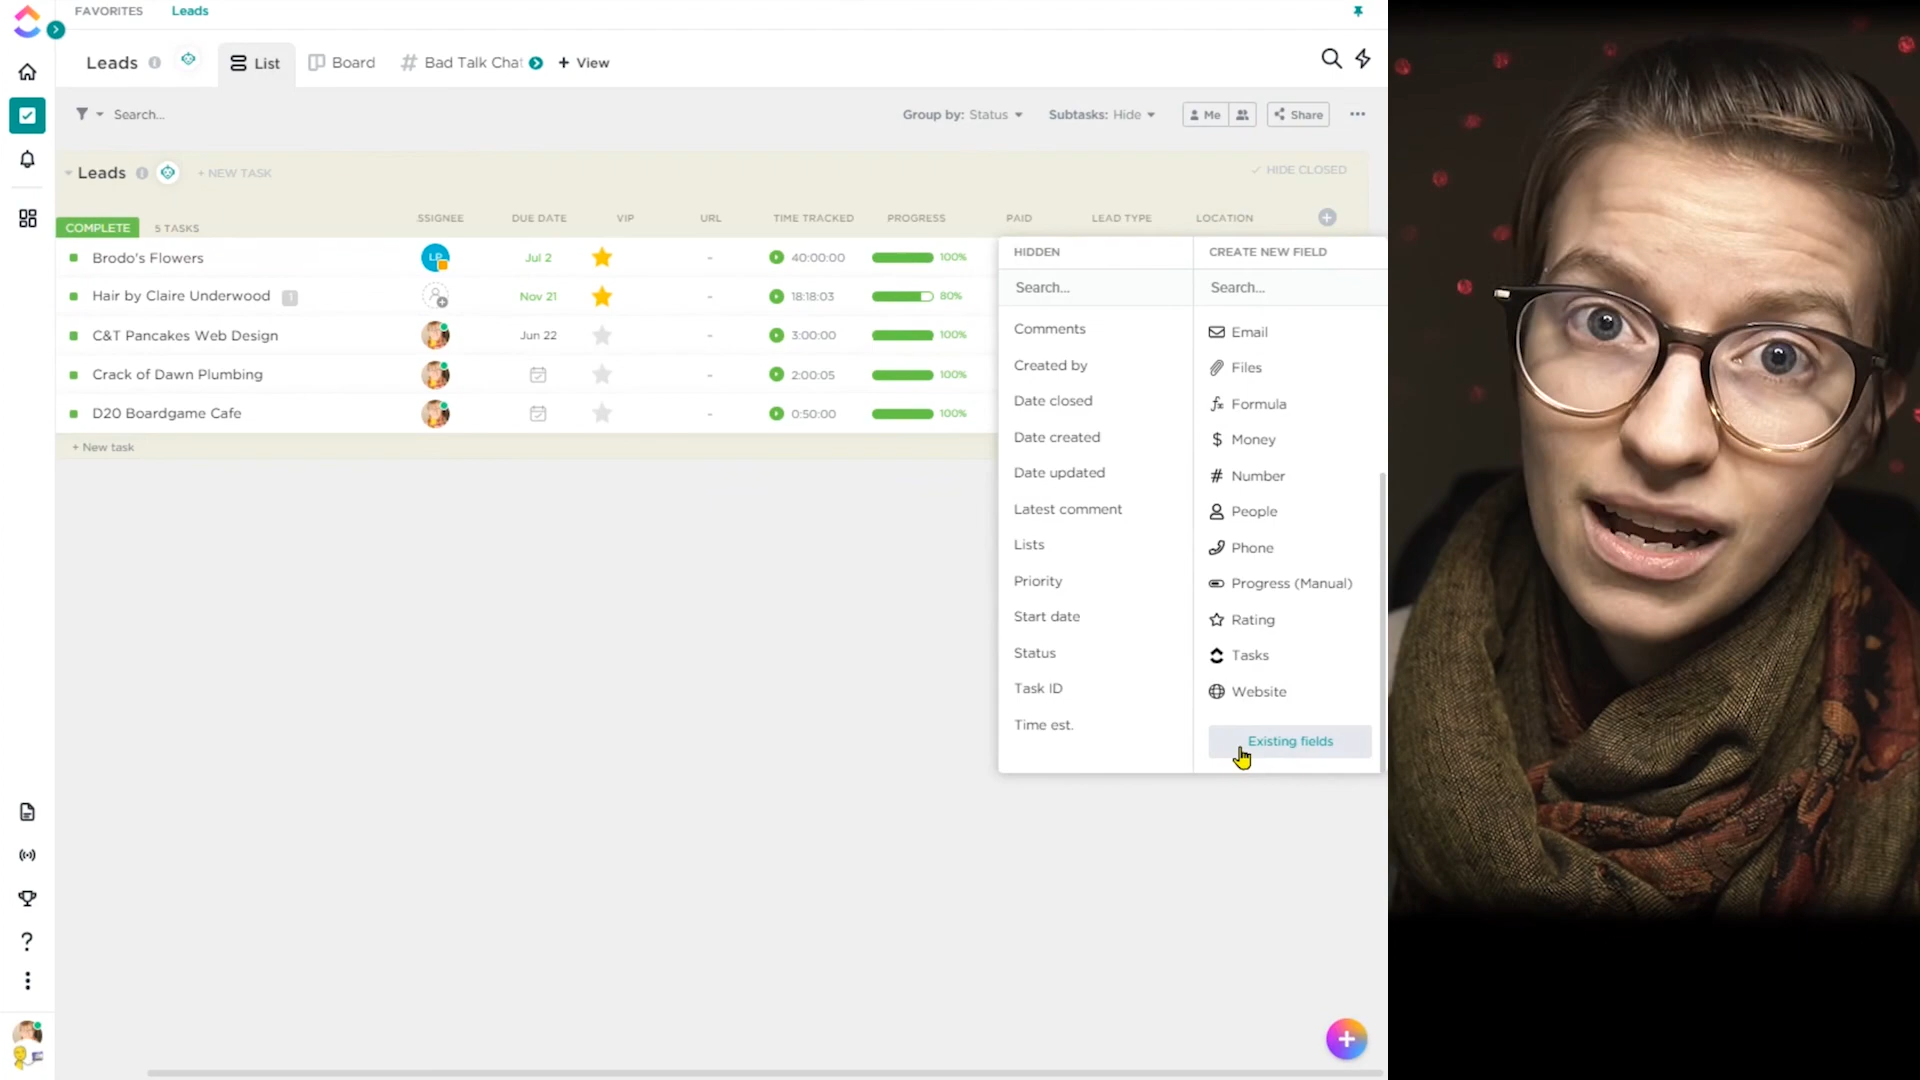 FAVORITES Leads
Leads List Board # Bad Talk Chat + View
Search... Group by: Status Subtasks: Hide Me Share
Leads + NEW TASK HIDE CLOSED
COMPLETE 5 TASKS SSIGNEE DUE DATE VIP URL TIME TRACKED PROGRESS PAID LEAD TYPE LOCATION
Brodo's Flowers LP Jul 2 - 40:00:00 100%
Hair by Claire Underwood 1 Nov 21 - 18:18:03 80%
C&T Pancakes Web Design Jun 22 - 3:00:00 100%
Crack of Dawn Plumbing - 2:00:05 100%
D20 Boardgame Cafe - 0:50:00 100%
+ New task
HIDDEN
Search...
Comments
Created by
Date closed
Date created
Date updated
Latest comment
Lists
Priority
Start date
Status
Task ID
Time est.
CREATE NEW FIELD
Search...
Email
Files
Formula
$ Money
# Number
People
Phone
Progress (Manual)
Rating
Tasks
Website
Existing fields